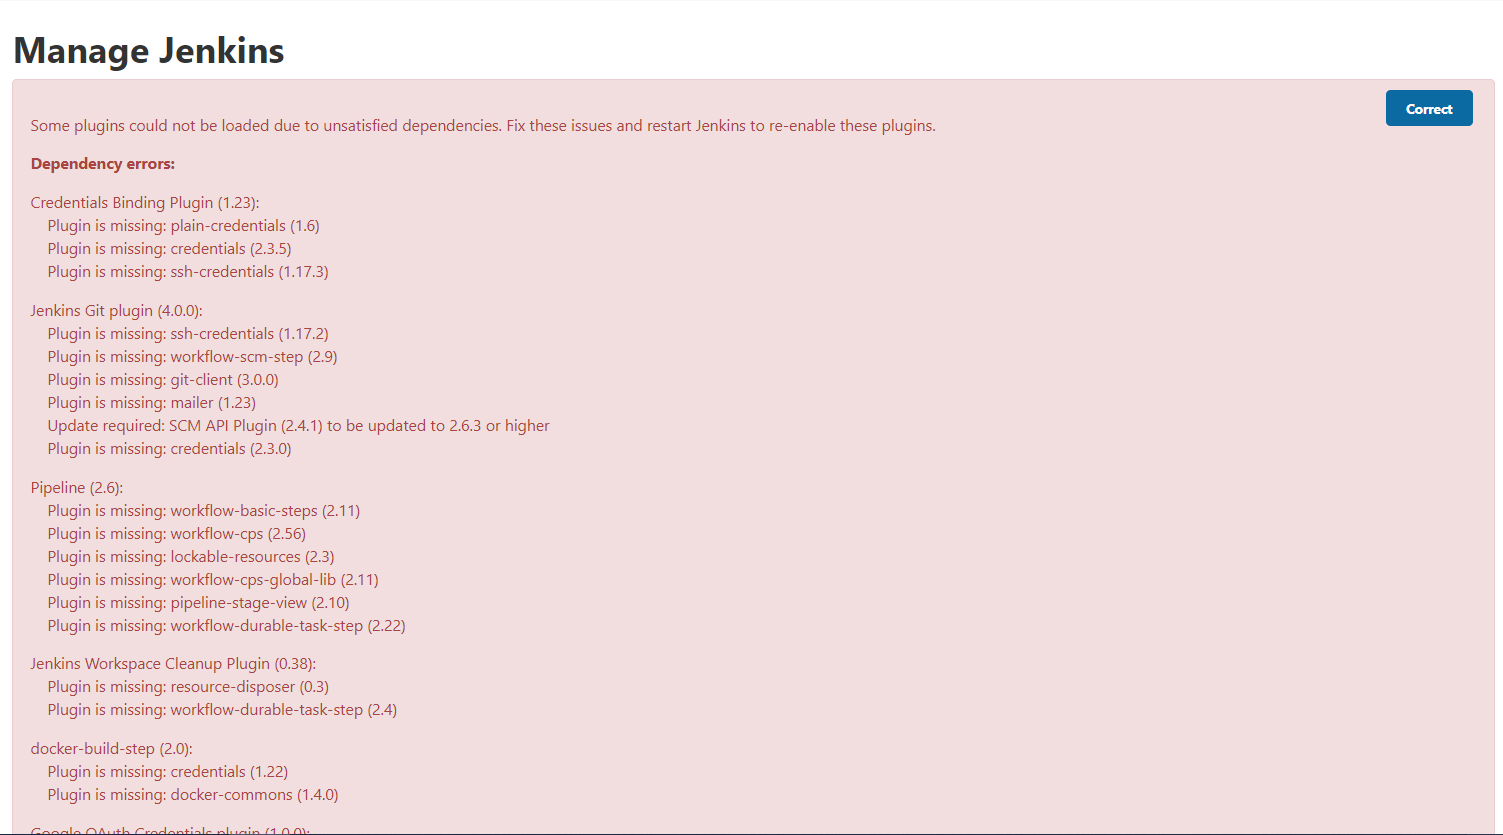 Manage Jenkins
Correct
Some plugins could not be loaded due to unsatisfied dependencies. Fix these issues and restart Jenkins to re-enable these plugins.
Dependency errors:
Credentials Binding Plugin (1.23):
Plugin is missing: plain-credentials (1.6)
Plugin is missing: credentials (2.3.5)
Plugin is missing: ssh-credentials (1.17.3)
Jenkins Git plugin (4.0.0):
Plugin is missing: ssh-credentials (1.17.2)
Plugin is missing: workflow-scm-step (2.9)
Plugin is missing: git-client (3.0.0)
Plugin is missing: mailer (1.23)
Update required: SCM API Plugin (2.4.1) to be updated to 2.6.3 or higher
Plugin is missing: credentials (2.3.0)
Pipeline (2.6):
Plugin is missing: workflow-basic-steps (2.11)
Plugin is missing: workflow-cps (2.56)
Plugin is missing: lockable-resources (2.3)
Plugin is missing: workflow-cps-global-lib (2.11)
Plugin is missing: pipeline-stage-view (2.10)
Plugin is missing: workflow-durable-task-step (2.22)
Jenkins Workspace Cleanup Plugin (0.38):
Plugin is missing: resource-disposer (0.3)
Plugin is missing: workflow-durable-task-step (2.4)
docker-build-step (2.0):
Plugin is missing: credentials (1.22)
Plugin is missing: docker-commons (1.4.0)
Google OAuth Credentials plugin (1.0.0):